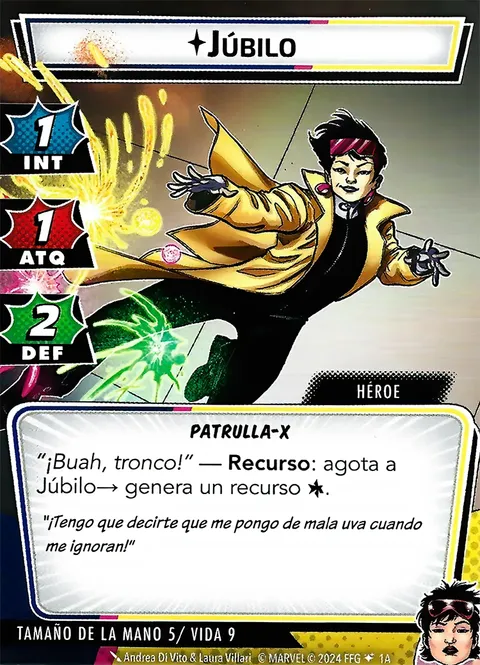 JÚBILO
1
INT
1
ATQ
2
DEF
HÉROE
PATRULLA-X
"¡Buah, tronco!" — Recurso: agota a
Júbilo→ genera un recurso ✶.
"¡Tengo que decirte que me pongo de mala uva cuando
me ignoran!"
TAMAÑO DE LA MANO 5/ VIDA 9
Andrea Di Vito & Laura Villari © MARVEL © 2024 FFG 1A